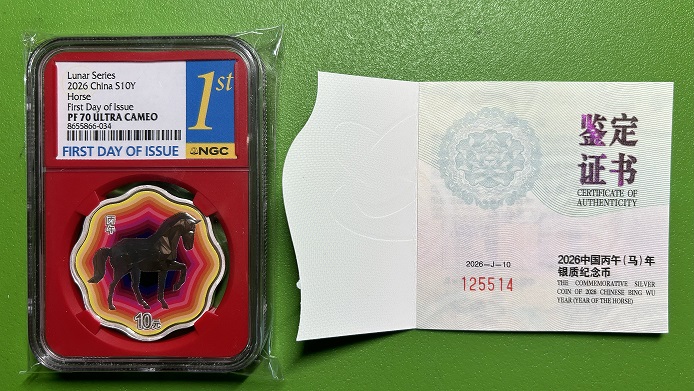 Lunar Series
2026 China S10Y
Horse
First Day of Issue
PF 70 ULTRA CAMEO
8655866-034
FIRST DAY OF ISSUE
1st
NGC
丙午
10元
鉴定
证书
CERTIFICATE OF
AUTHENTICITY
2026-J-10
125514
2026中国丙午(马)年
银质纪念币
THE COMMEMORATIVE SILVER
COIN OF 2026 CHINESE BING WU
YEAR (YEAR OF THE HORSE)